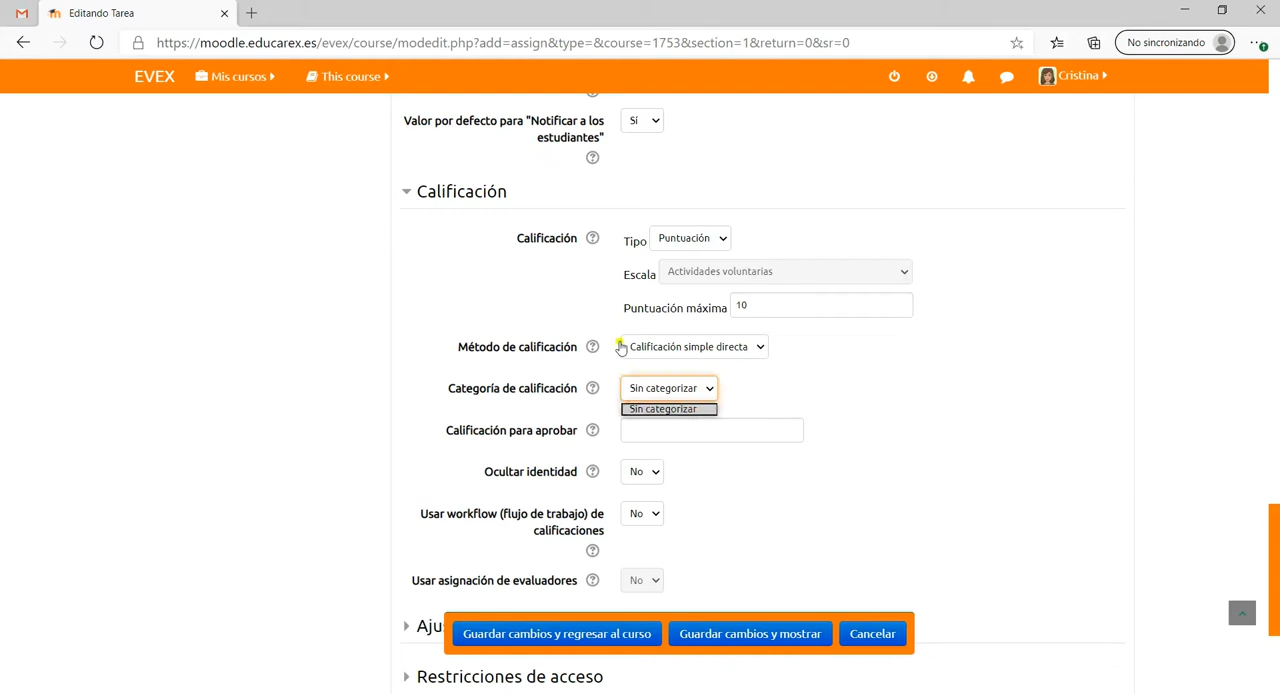 Editando Tarea
https://moodle.educarex.es/evex/course/modedit.php?add=assign&type=&course=1753&section=1&return=0&sr=0
No sincronizando
EVEX Mis cursos This course Cristina
Valor por defecto para "Notificar a los Sí
estudiantes"
Calificación
Calificación Tipo Puntuación
Escala Actividades voluntarias
Puntuación máxima 10
Método de calificación Calificación simple directa
Categoría de calificación Sin categorizar
Sin categorizar
Calificación para aprobar
Ocultar identidad No
Usar workflow (flujo de trabajo) de No
calificaciones
Usar asignación de evaluadores No
Guardar cambios y regresar al curso Guardar cambios y mostrar Cancelar
Restricciones de acceso